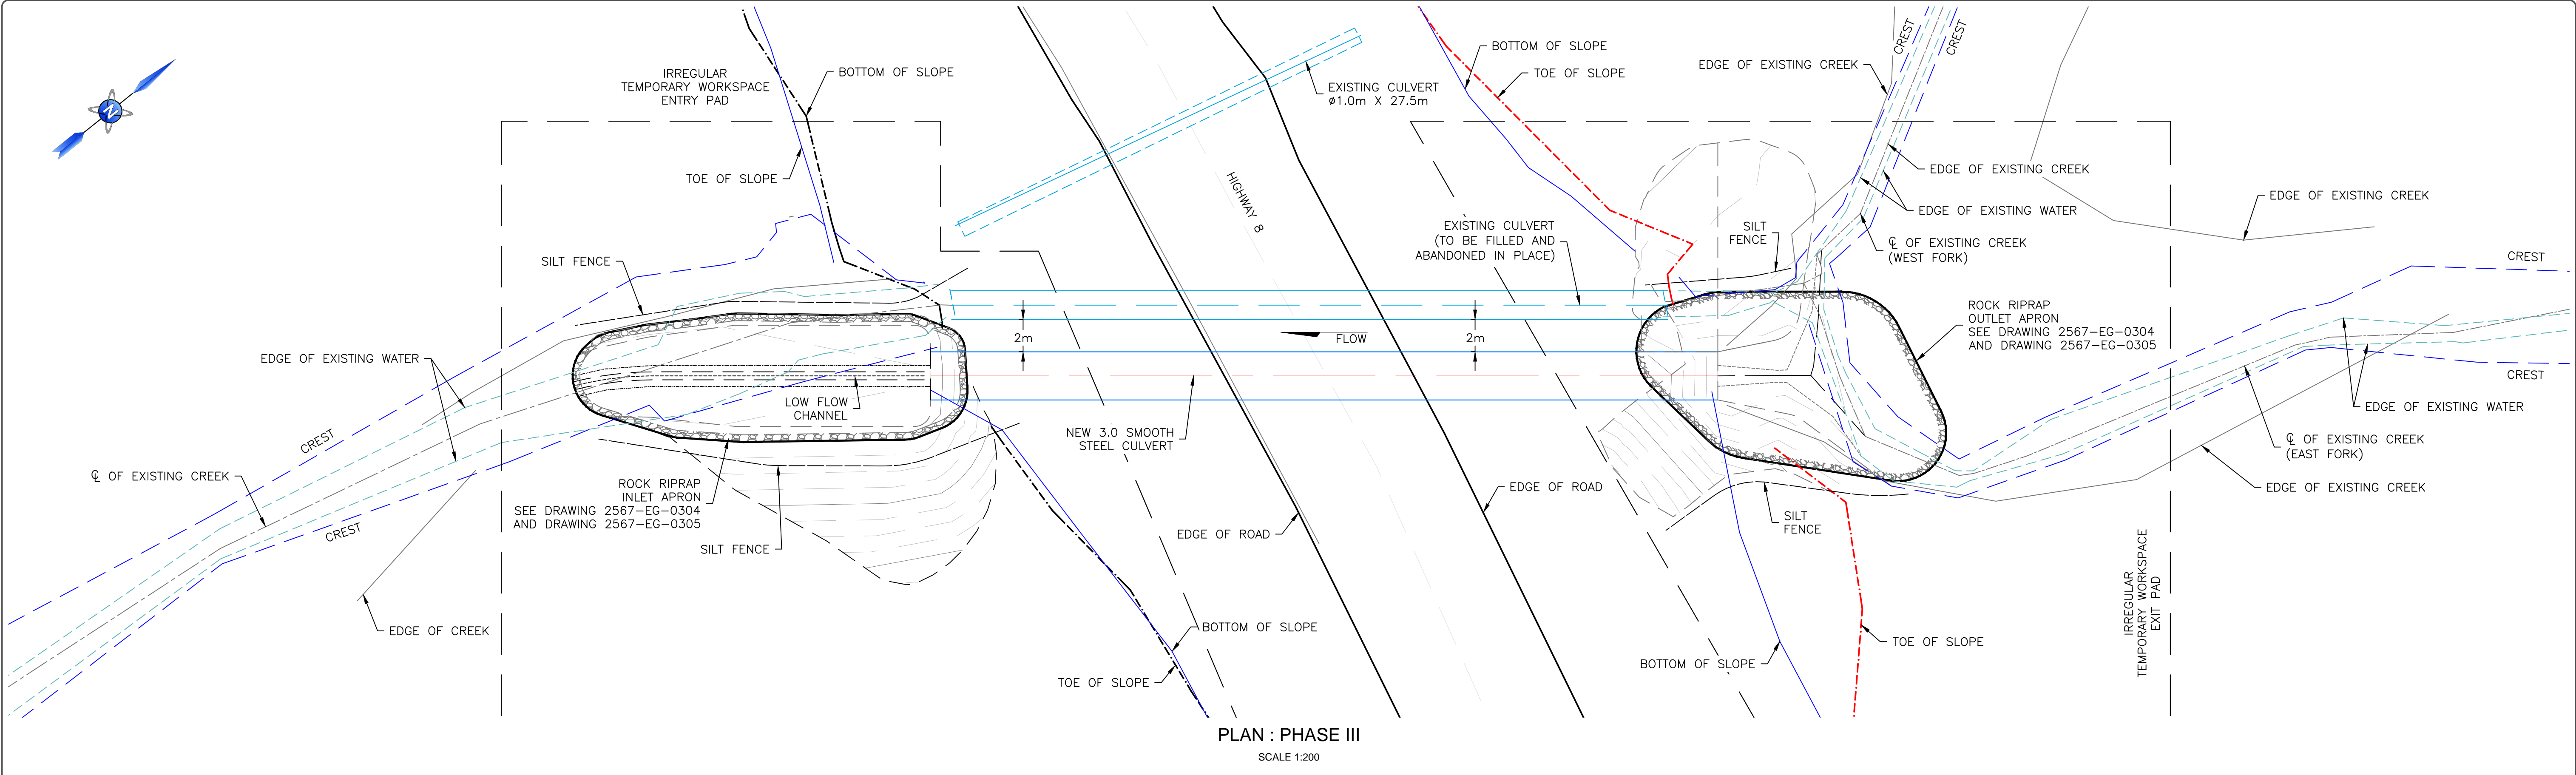 IRREGULAR
TEMPORARY WORKSPACE
ENTRY PAD
BOTTOM OF SLOPE
TOE OF SLOPE
N
SILT FENCE
EDGE OF EXISTING WATER
CREST
℄ OF EXISTING CREEK
CREST
EDGE OF CREEK
LOW FLOW
CHANNEL
ROCK RIPRAP
INLET APRON
SEE DRAWING 2567-EG-0304
AND DRAWING 2567-EG-0305
SILT FENCE
EXISTING CULVERT
Ø1.0m X 27.5m
HIGHWAY 8
2m
FLOW
2m
NEW 3.0 SMOOTH
STEEL CULVERT
EDGE OF ROAD
EDGE OF ROAD
BOTTOM OF SLOPE
TOE OF SLOPE
BOTTOM OF SLOPE
TOE OF SLOPE
EXISTING CULVERT
(TO BE FILLED AND
ABANDONED IN PLACE)
SILT
FENCE
CREST
CREST
EDGE OF EXISTING CREEK
EDGE OF EXISTING CREEK
EDGE OF EXISTING WATER
℄ OF EXISTING CREEK
(WEST FORK)
EDGE OF EXISTING CREEK
ROCK RIPRAP
OUTLET APRON
SEE DRAWING 2567-EG-0304
AND DRAWING 2567-EG-0305
CREST
CREST
EDGE OF EXISTING WATER
℄ OF EXISTING CREEK
(EAST FORK)
EDGE OF EXISTING CREEK
SILT
FENCE
TOE OF SLOPE
BOTTOM OF SLOPE
IRREGULAR
TEMPORARY WORKSPACE
EXIT PAD
PLAN : PHASE III
SCALE 1:200